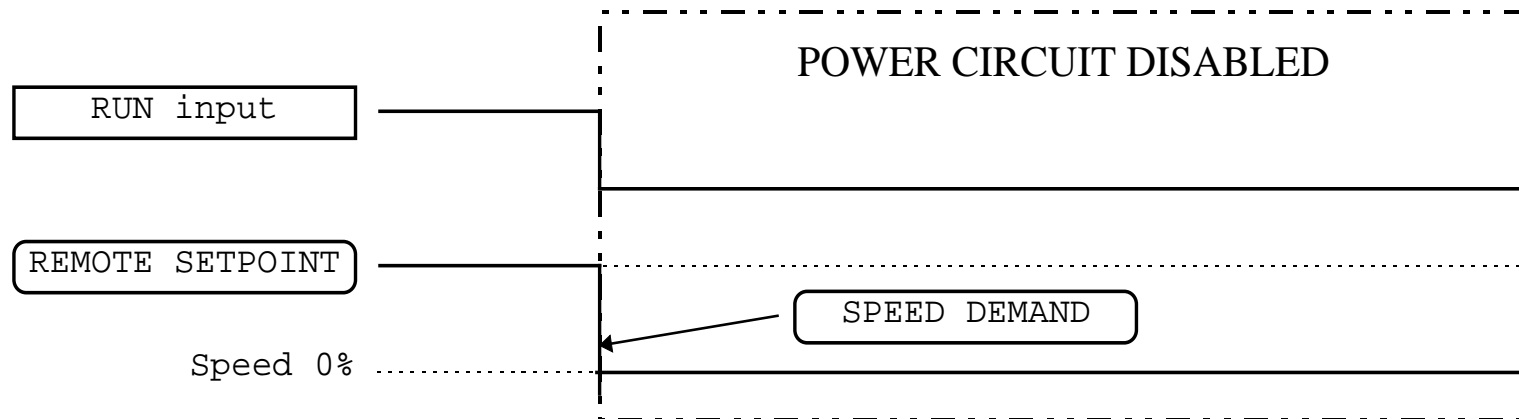 POWER CIRCUIT DISABLED
RUN input
REMOTE SETPOINT
SPEED DEMAND
Speed 0%